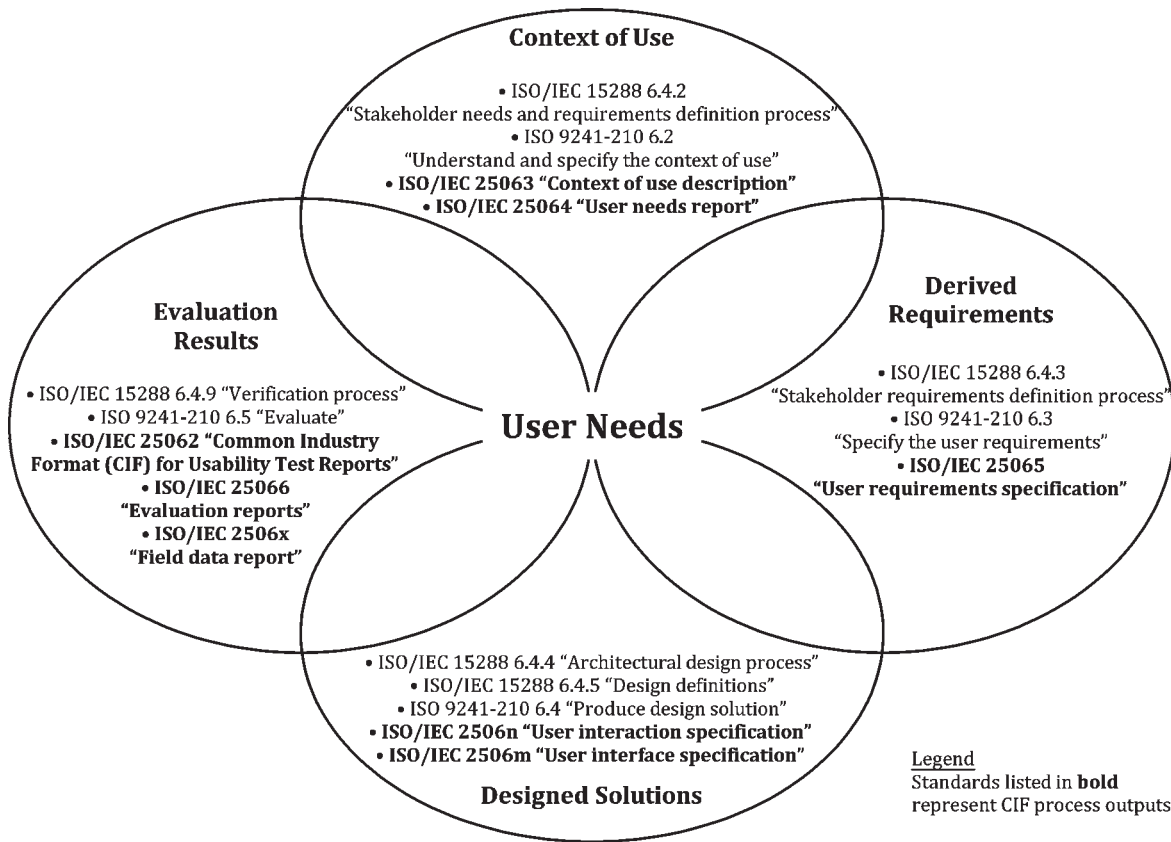 Context of Use
• ISO/IEC 15288 6.4.2
“Stakeholder needs and requirements definition process”
• ISO 9241-210 6.2
“Understand and specify the context of use”
• ISO/IEC 25063 “Context of use description”
• ISO/IEC 25064 “User needs report”
Evaluation
Results
• ISO/IEC 15288 6.4.9 “Verification process”
• ISO 9241-210 6.5 “Evaluate”
• ISO/IEC 25062 “Common Industry
Format (CIF) for Usability Test Reports”
• ISO/IEC 25066
“Evaluation reports”
• ISO/IEC 2506x
“Field data report”
User Needs
Derived
Requirements
• ISO/IEC 15288 6.4.3
“Stakeholder requirements definition process”
• ISO 9241-210 6.3
“Specify the user requirements”
• ISO/IEC 25065
“User requirements specification”
• ISO/IEC 15288 6.4.4 “Architectural design process”
• ISO/IEC 15288 6.4.5 “Design definitions”
• ISO 9241-210 6.4 “Produce design solution”
• ISO/IEC 2506n “User interaction specification”
• ISO/IEC 2506m “User interface specification”
Designed Solutions
Legend
Standards listed in bold
represent CIF process outputs